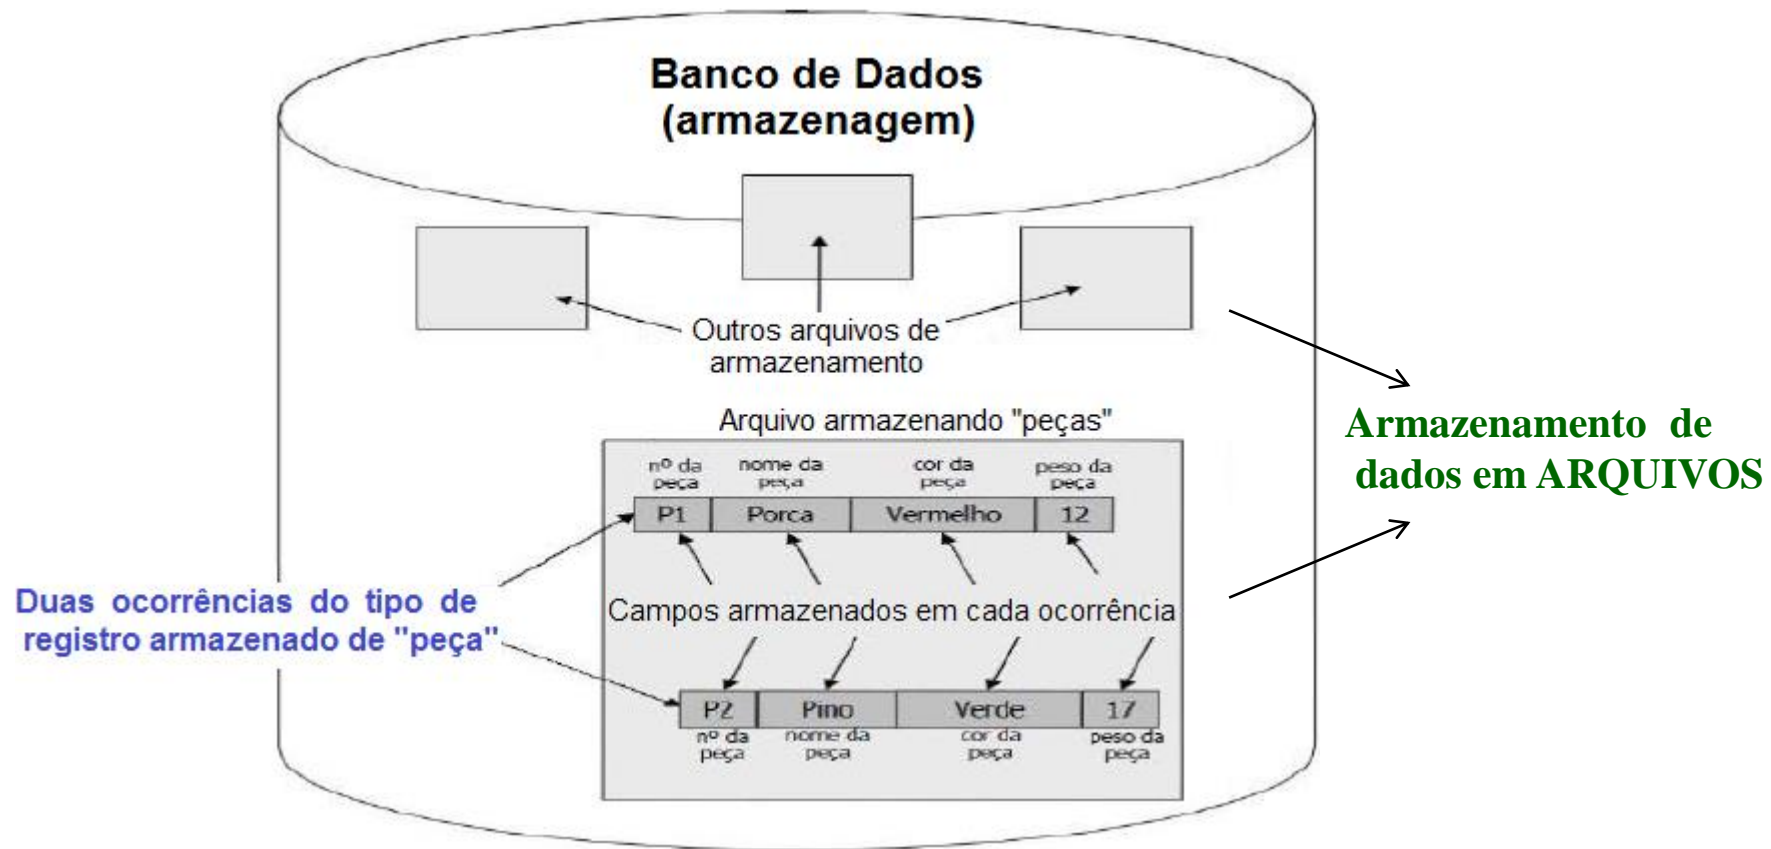 Banco de Dados
(armazenagem)
Outros arquivos de
armazenamento
Arquivo armazenando "peças"
nº da peça
nome da peça
cor da peça
peso da peça
P1 Porca Vermelho 12
Armazenamento de
dados em ARQUIVOS
Duas ocorrências do tipo de
registro armazenado de "peça"
Campos armazenados em cada ocorrência
P2 Pino Verde 17
nº da peça
nome da peça
cor da peça
peso da peça